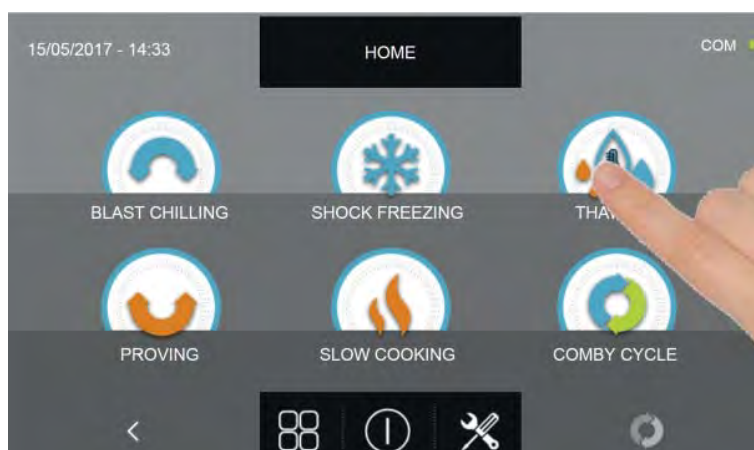 15/05/2017 - 14:33
HOME
COM
BLAST CHILLING
SHOCK FREEZING
PROVING
SLOW COOKING
COMBY CYCLE